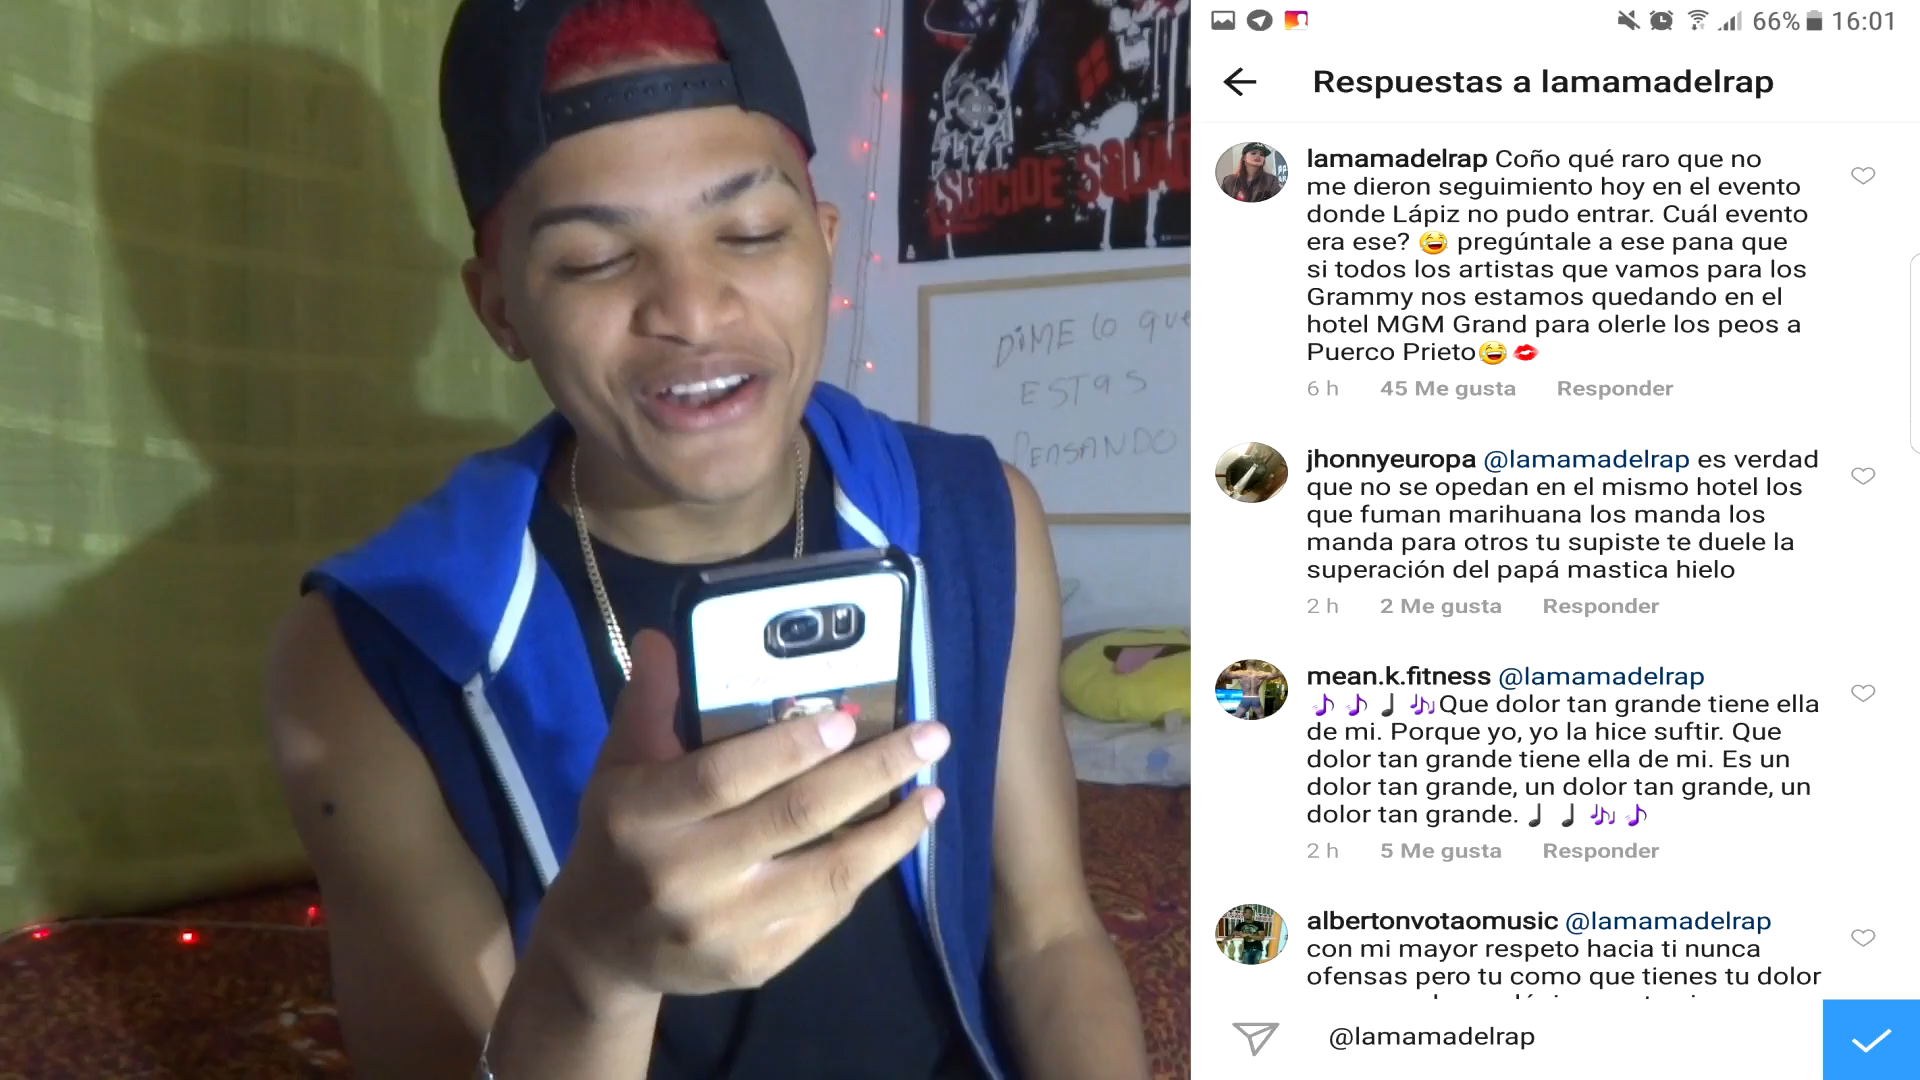 SUICIDE SQUAD
DIME lo que
ESTAS
PENSANDO
66% 16:01
Respuestas a lamamadelrap
lamamadelrap Coño qué raro que no
me dieron seguimiento hoy en el evento
donde Lápiz no pudo entrar. Cuál evento
era ese? 😂 pregúntale a ese pana que
si todos los artistas que vamos para los
Grammy nos estamos quedando en el
hotel MGM Grand para olerle los peos a
Puerco Prieto😂💋
6 h 45 Me gusta Responder
jhonnyeuropa @lamamadelrap es verdad
que no se opedan en el mismo hotel los
que fuman marihuana los manda los
manda para otros tu supiste te duele la
superación del papá mastica hielo
2 h 2 Me gusta Responder
mean.k.fitness @lamamadelrap
🎵🎵♩🎶Que dolor tan grande tiene ella
de mi. Porque yo, yo la hice suftir. Que
dolor tan grande tiene ella de mi. Es un
dolor tan grande, un dolor tan grande, un
dolor tan grande.♩♩🎶🎵
2 h 5 Me gusta Responder
albertonvotaomusic @lamamadelrap
con mi mayor respeto hacia ti nunca
ofensas pero tu como que tienes tu dolor
@lamamadelrap